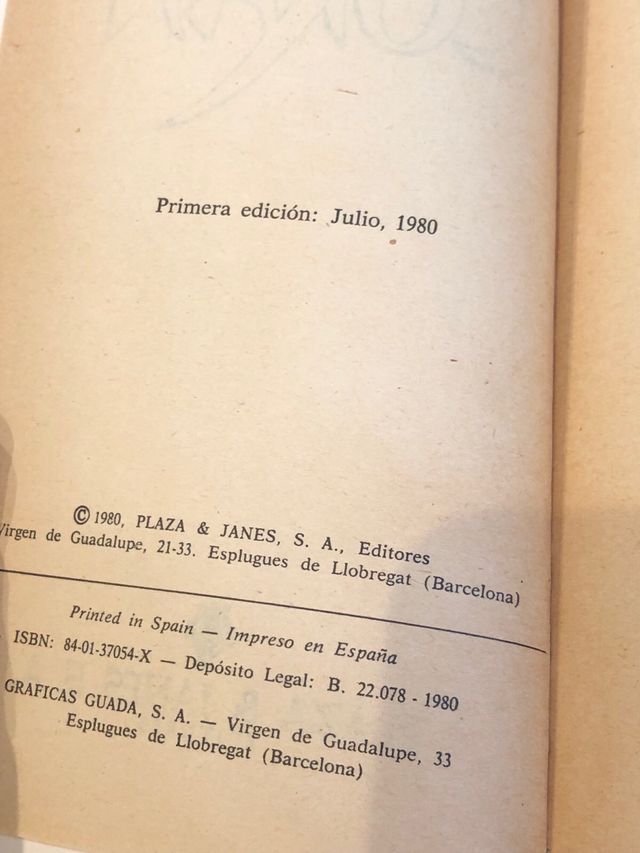 Primera edición: Julio, 1980
© 1980, PLAZA & JANES, S. A., Editores
Virgen de Guadalupe, 21-33. Esplugues de Llobregat (Barcelona)
Printed in Spain — Impreso en España
ISBN: 84-01-37054-X — Depósito Legal: B. 22.078 - 1980
GRAFICAS GUADA, S. A. — Virgen de Guadalupe, 33
Esplugues de Llobregat (Barcelona)